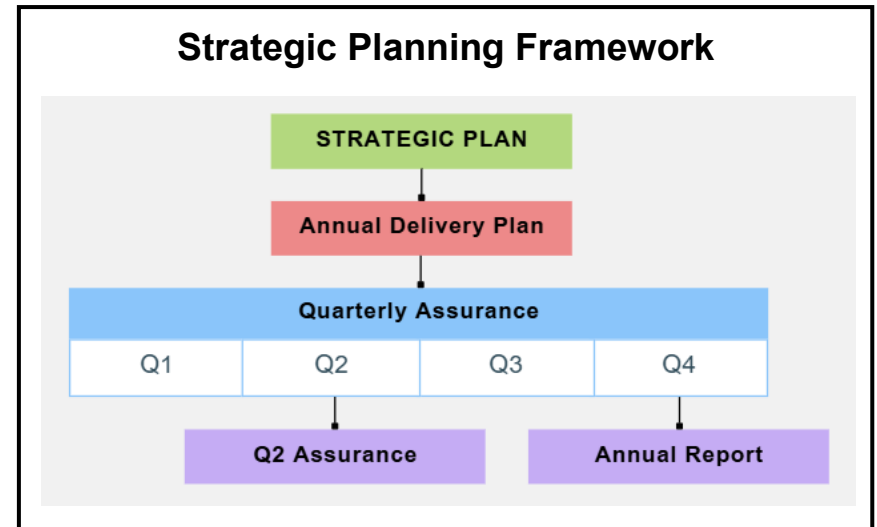 Strategic Planning Framework
STRATEGIC PLAN
Annual Delivery Plan
Quarterly Assurance
Q1 Q2 Q3 Q4
Q2 Assurance Annual Report